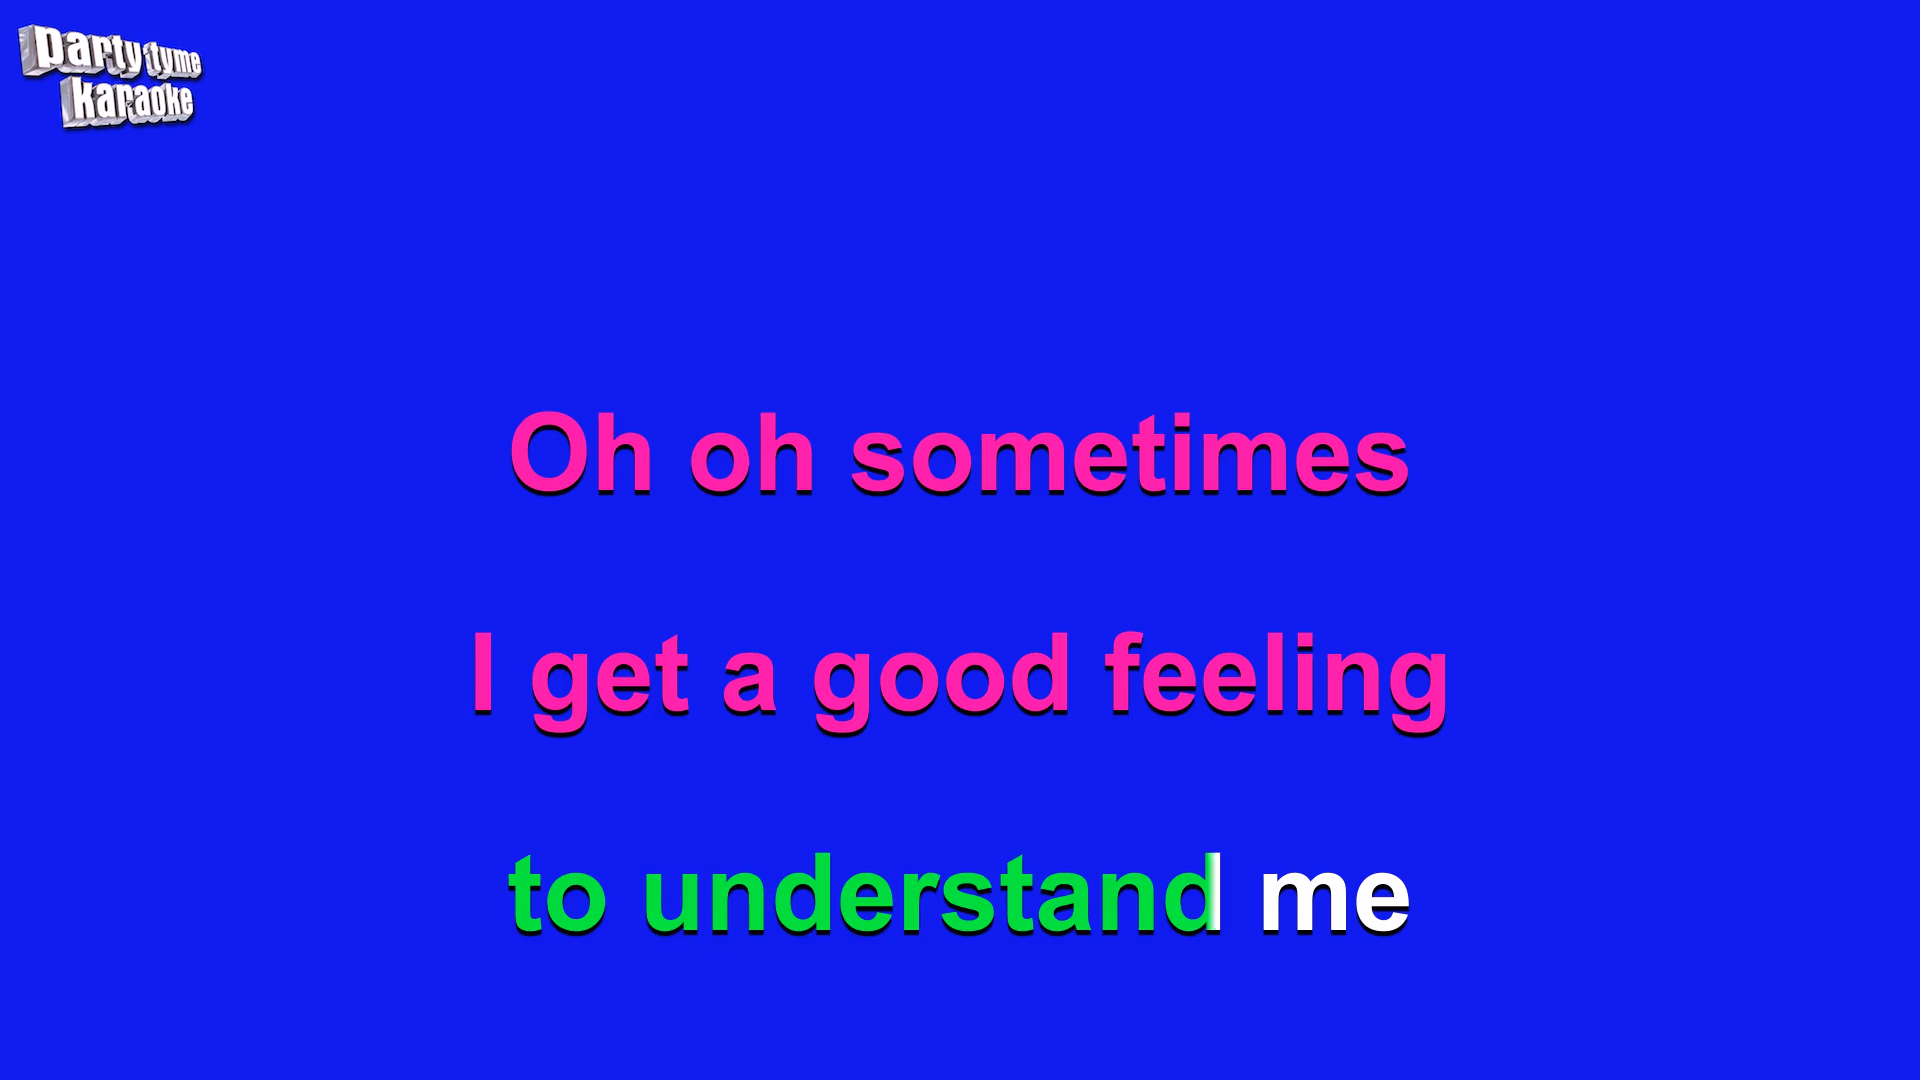 party tyme
karaoke
Oh oh sometimes
I get a good feeling
to understand me